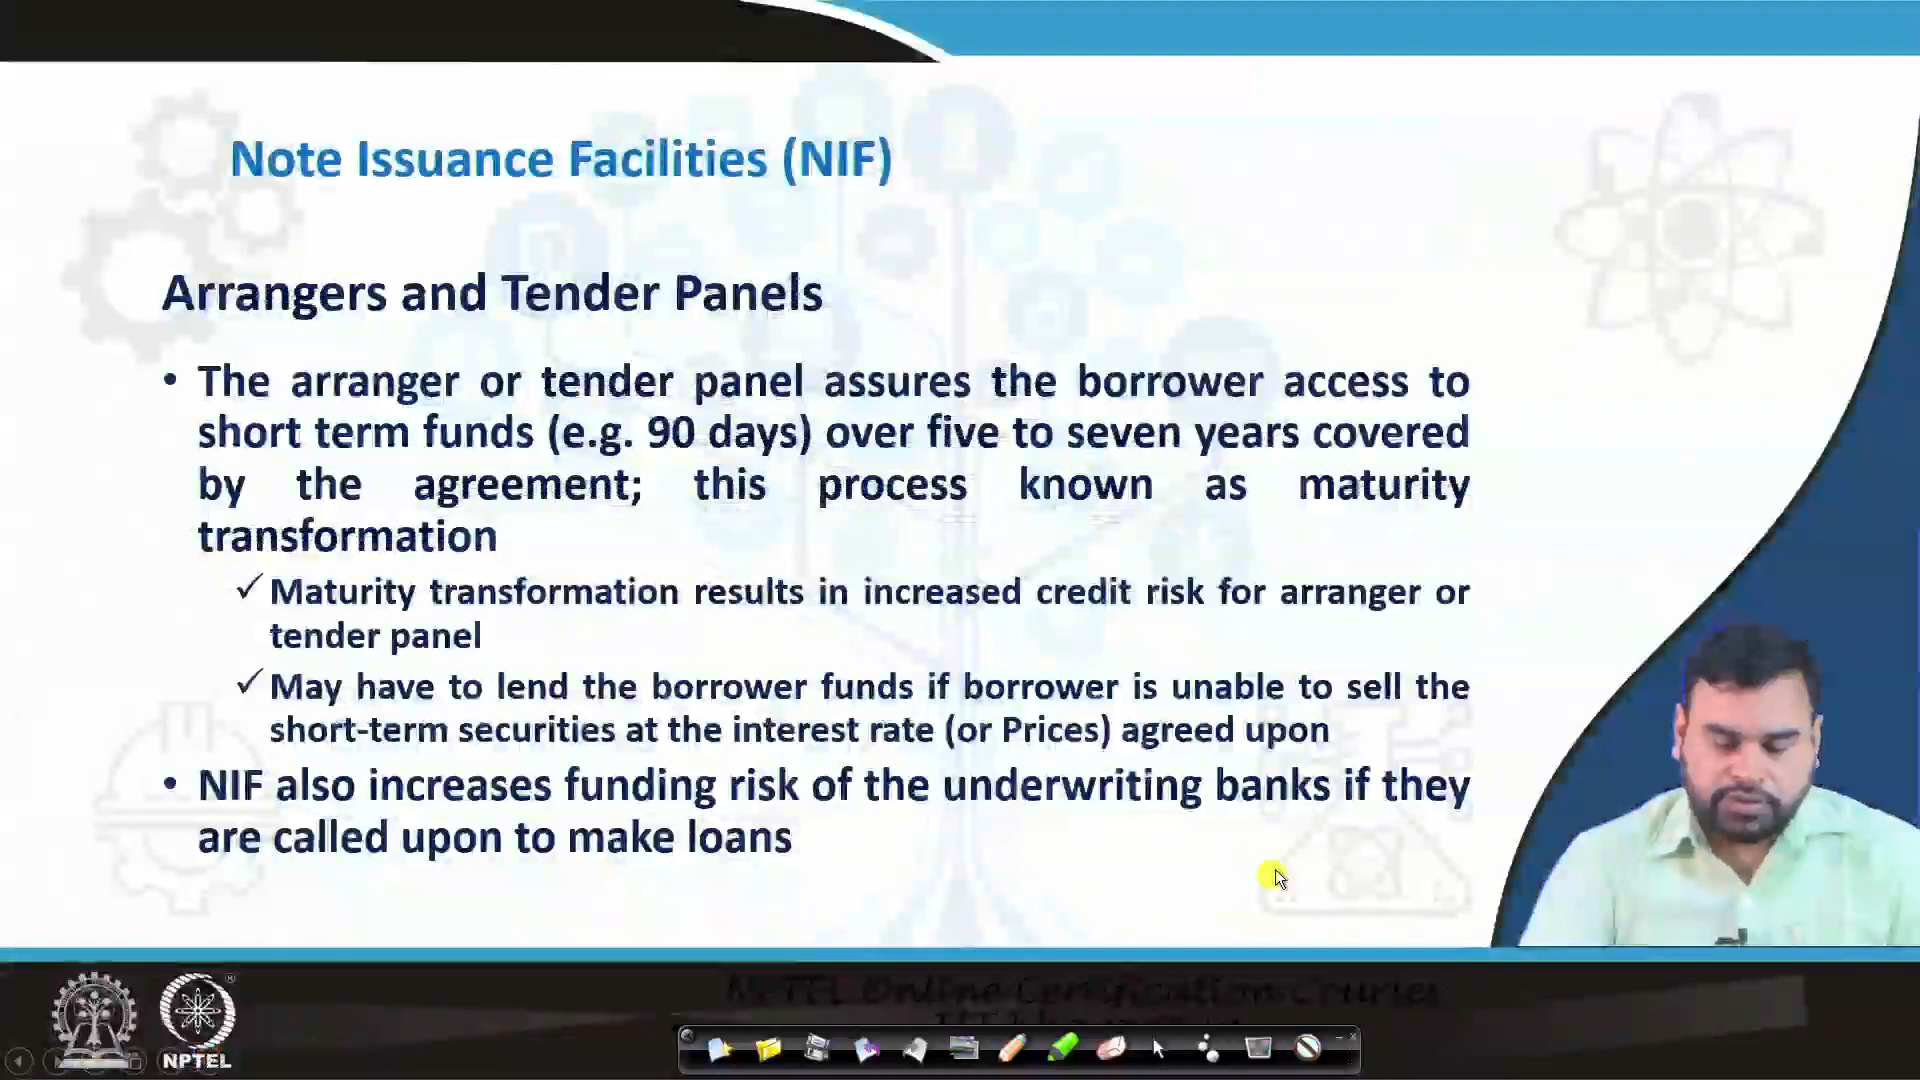 Note Issuance Facilities (NIF)
Arrangers and Tender Panels
• The arranger or tender panel assures the borrower access to
short term funds (e.g. 90 days) over five to seven years covered
by the agreement; this process known as maturity
transformation
✓ Maturity transformation results in increased credit risk for arranger or
tender panel
✓ May have to lend the borrower funds if borrower is unable to sell the
short-term securities at the interest rate (or Prices) agreed upon
• NIF also increases funding risk of the underwriting banks if they
are called upon to make loans
NPTEL Online Certification Courses
NPTEL